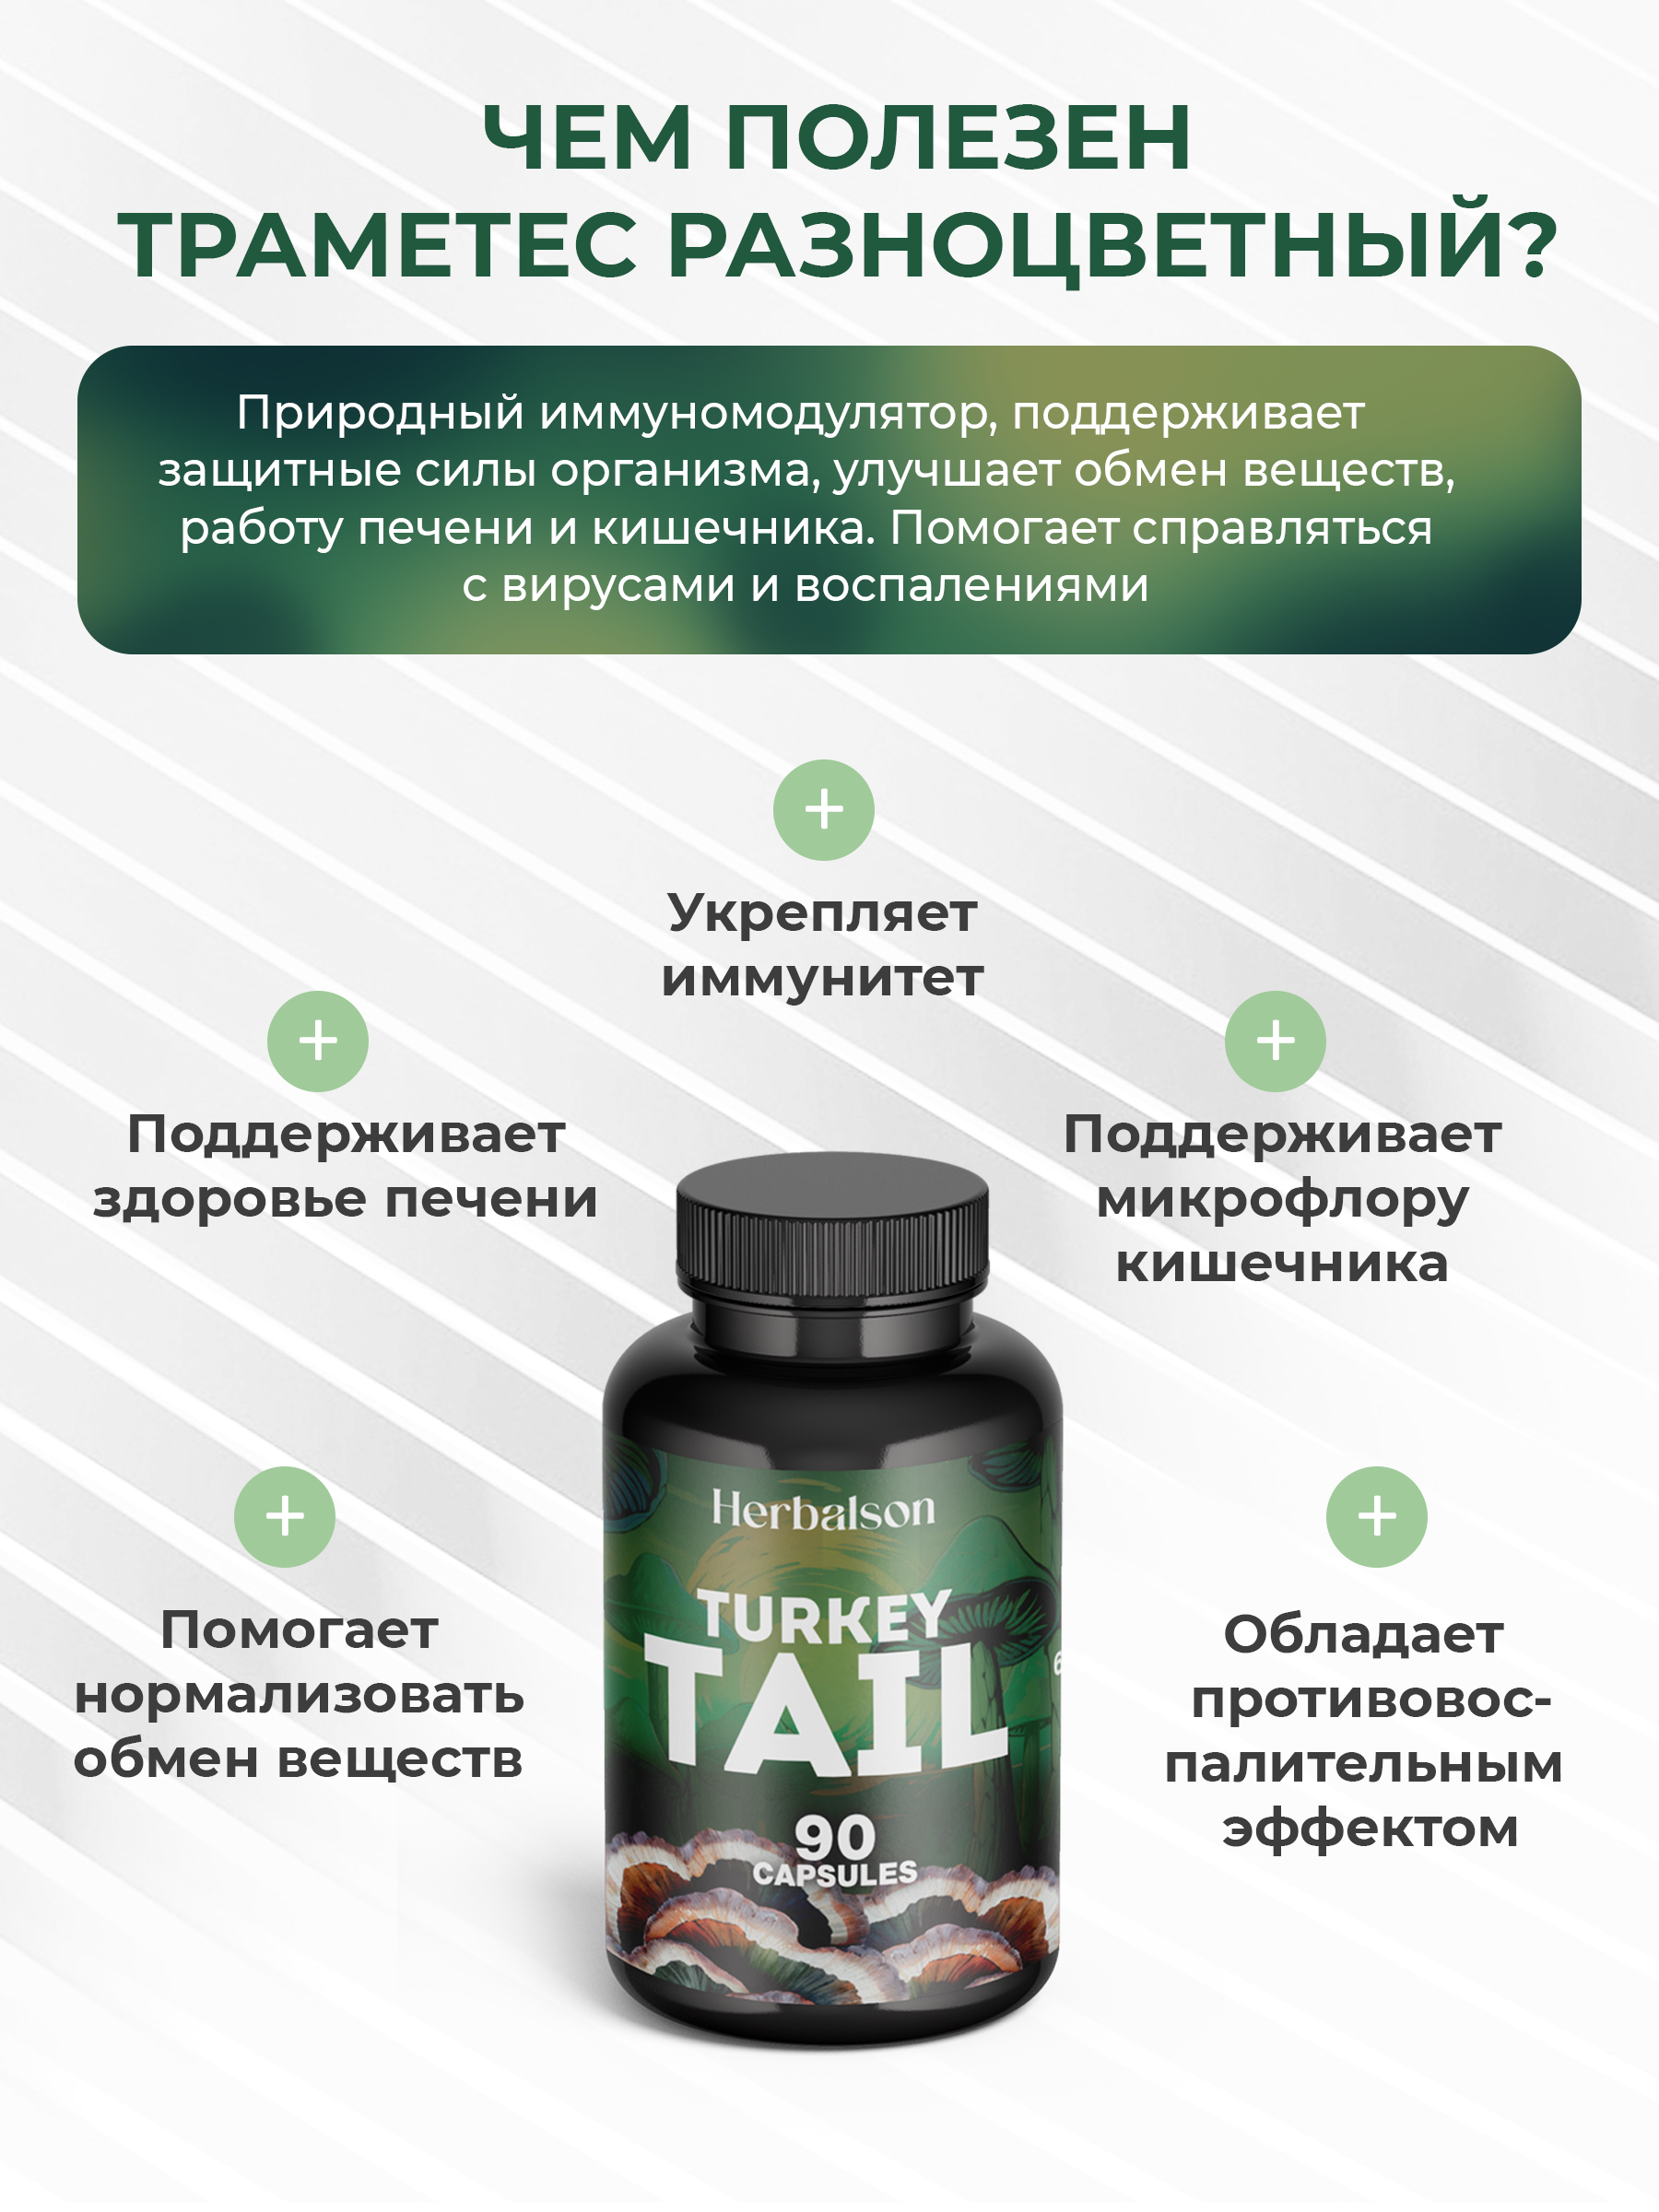 ЧЕМ ПОЛЕЗЕН
ТРАМЕТЕС РАЗНОЦВЕТНЫЙ?
Природный иммуномодулятор, поддерживает
защитные силы организма, улучшает обмен веществ,
работу печени и кишечника. Помогает справляться
с вирусами и воспалениями
+
Укрепляет
иммунитет
+
Поддерживает
здоровье печени
+
Поддерживает
микрофлору
кишечника
+
Помогает
нормализовать
обмен веществ
+
Обладает
противовос-
палительным
эффектом
Herbalson
TURKEY
TAIL
90
CAPSULES